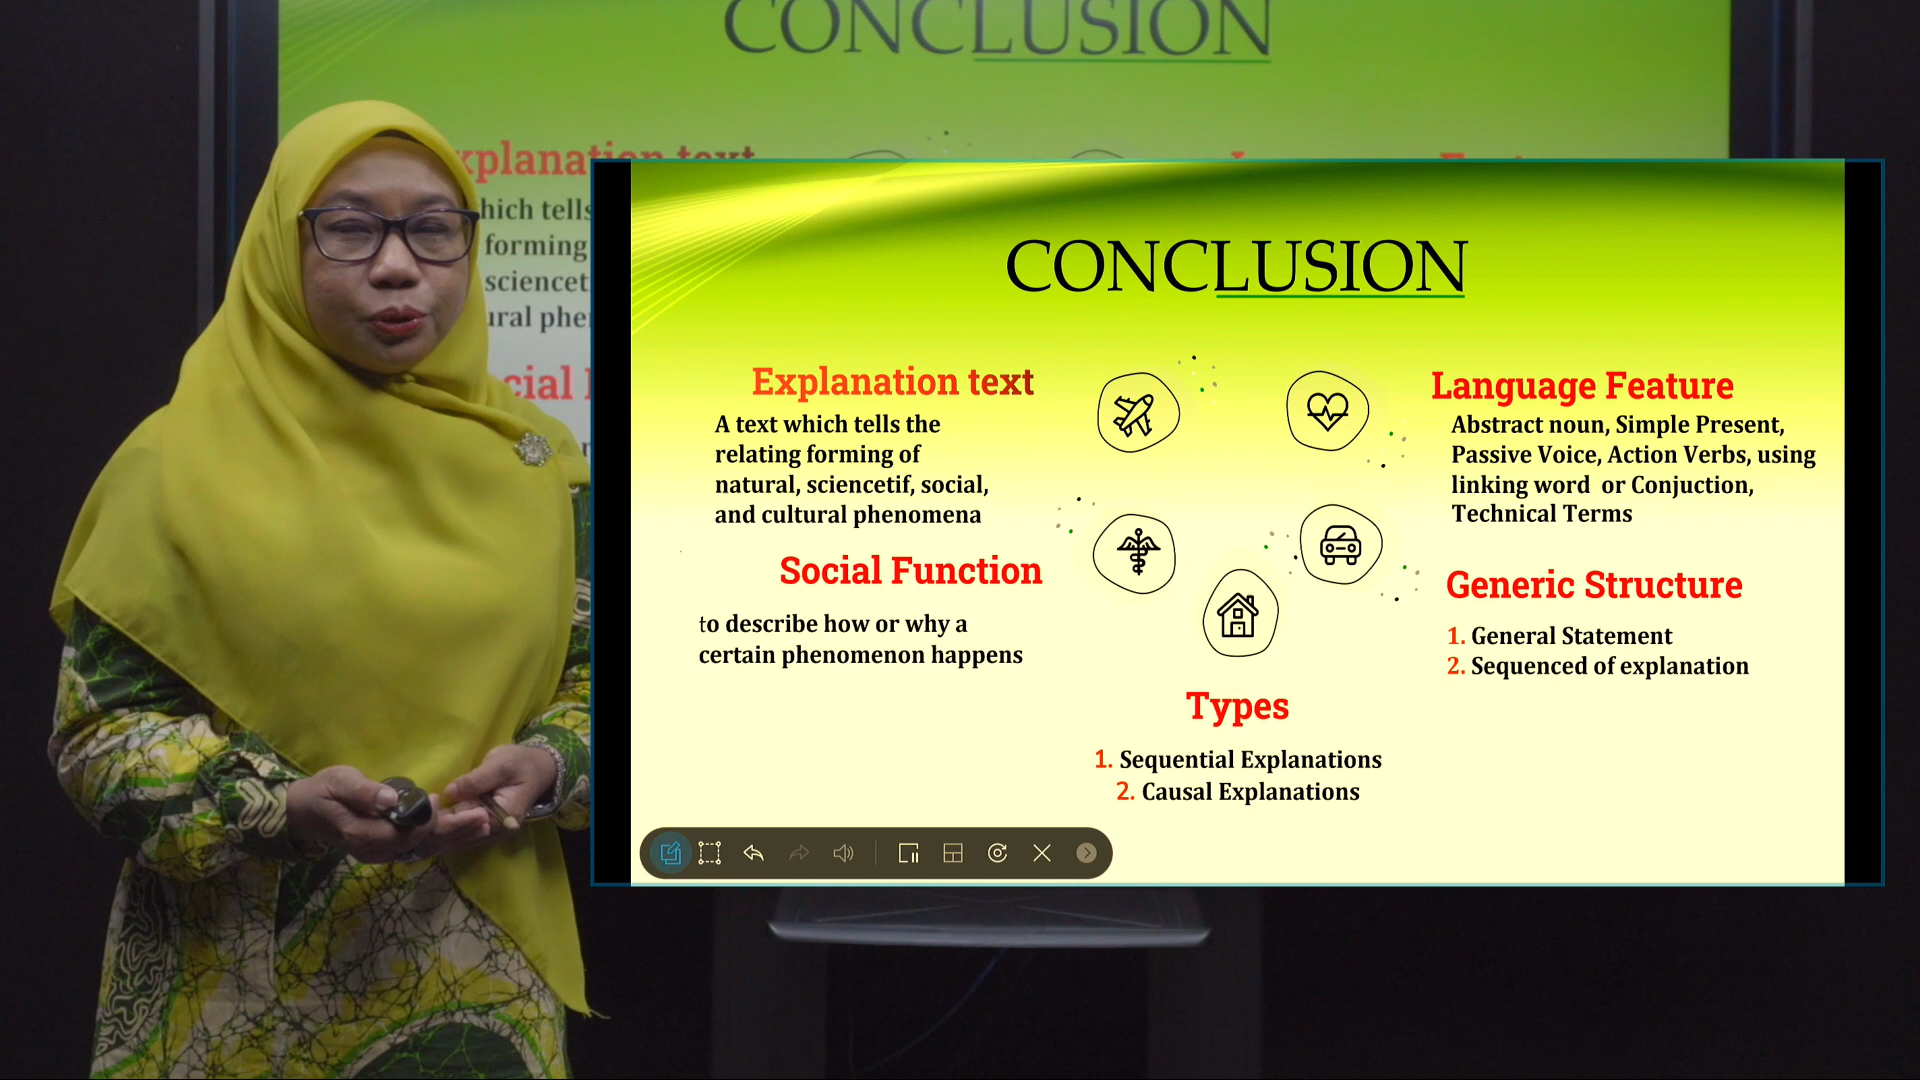 CONCLUSION
xplanation text
hich tells
forming
sciencet
ural phe
cial
CONCLUSION
Explanation text
A text which tells the
relating forming of
natural, sciencetif, social,
and cultural phenomena
Social Function
to describe how or why a
certain phenomenon happens
Language Feature
Abstract noun, Simple Present,
Passive Voice, Action Verbs, using
linking word or Conjuction,
Technical Terms
Generic Structure
1. General Statement
2. Sequenced of explanation
Types
1. Sequential Explanations
2. Causal Explanations